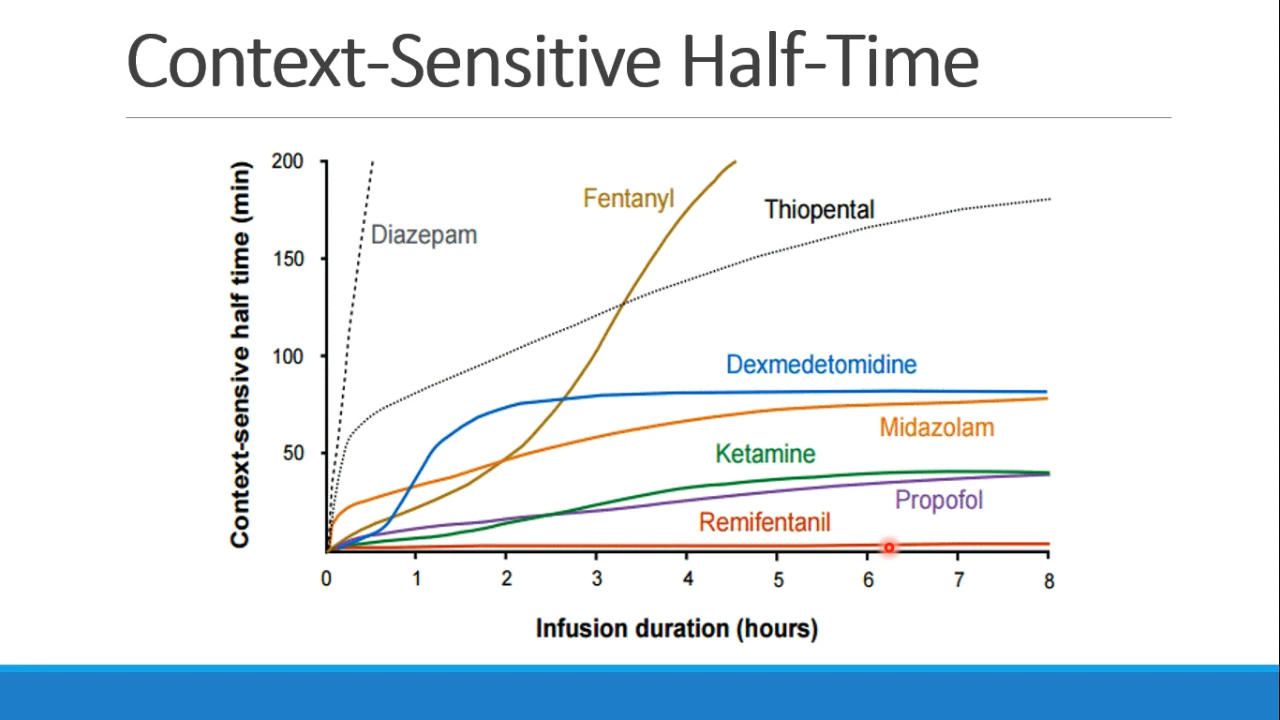 Context-Sensitive Half-Time
Context-sensive half time (min)
200
150
100
50
Diazepam
Fentanyl
Thiopental
Dexmedetomidine
Midazolam
Ketamine
Propofol
Remifentanil
0 1 2 3 4 5 6 7 8
Infusion duration (hours)